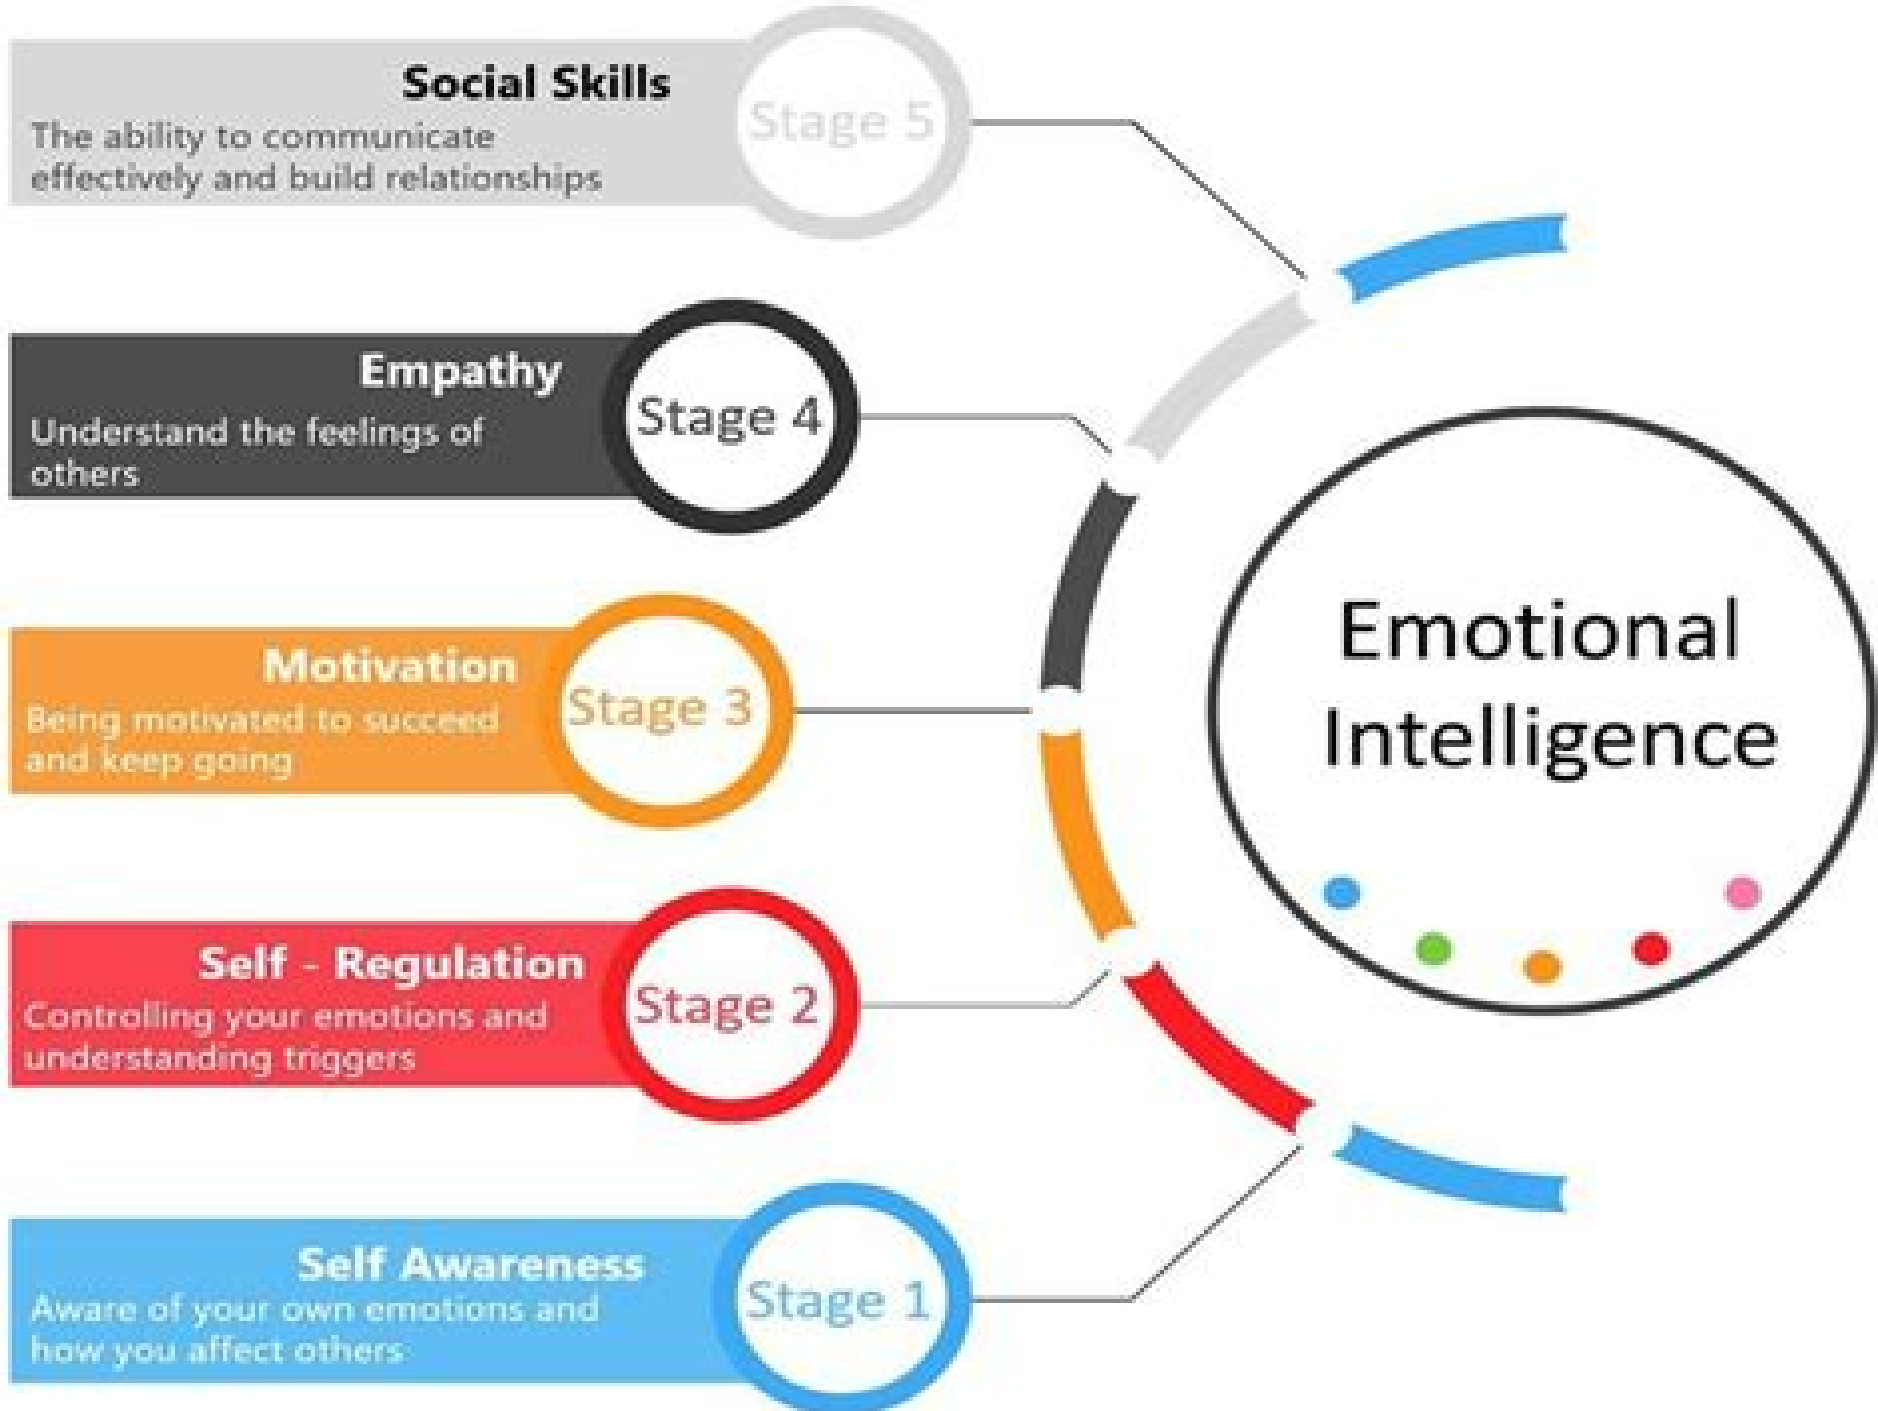 Social Skills
The ability to communicate
effectively and build relationships
Stage 5
Empathy
Understand the feelings of
others
Stage 4
Motivation
Being motivated to succeed
and keep going
Stage 3
Self - Regulation
Controlling your emotions and
understanding triggers
Stage 2
Self Awareness
Aware of your own emotions and
how you affect others
Stage 1
Emotional
Intelligence